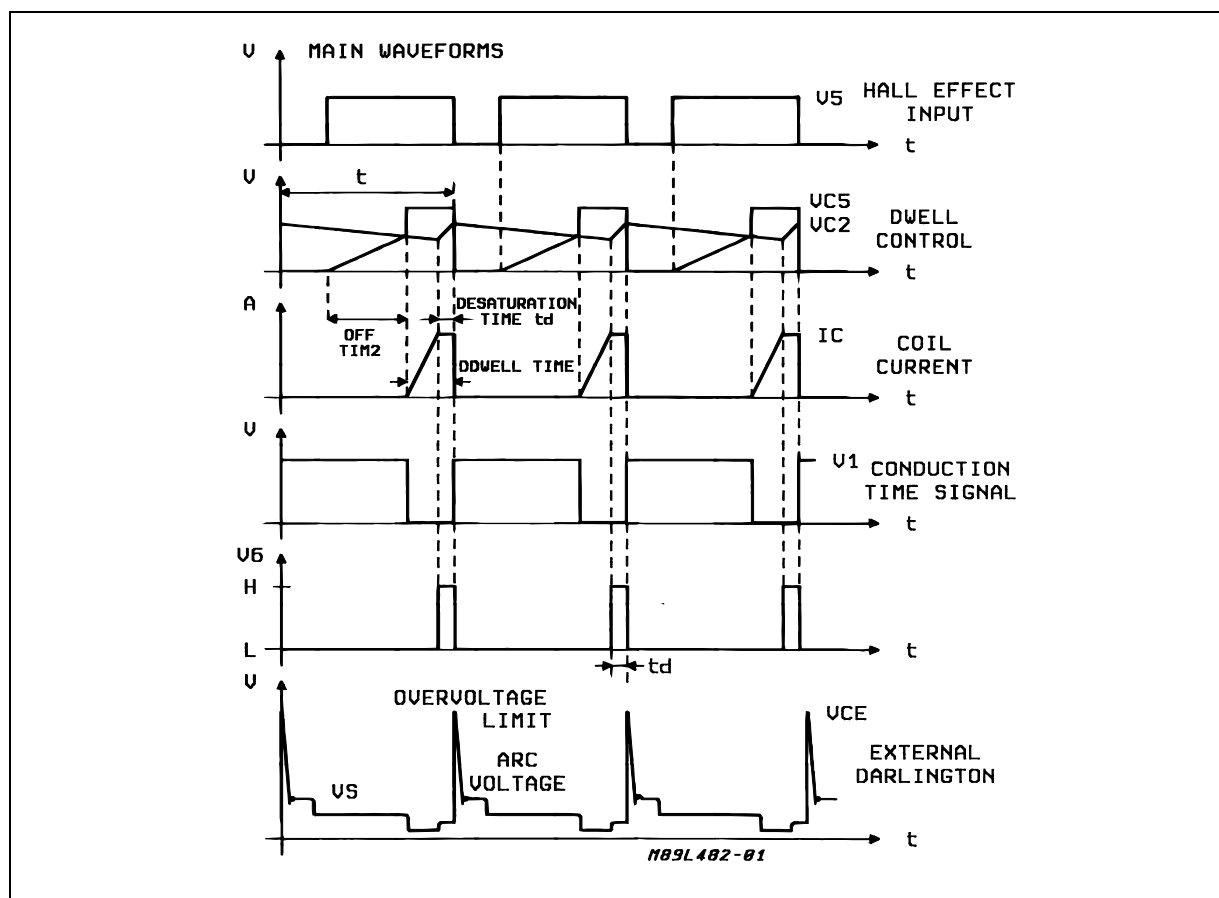 V MAIN WAVEFORMS
V5 HALL EFFECT
INPUT
t
V
t
VC5
VC2
DWELL
CONTROL
t
A
DESATURATION
TIME td
OFF
TIM2
DDWELL TIME
IC
COIL
CURRENT
t
V
V1 CONDUCTION
TIME SIGNAL
t
V6
H
L
t
td
V
OVERVOLTAGE
LIMIT
VCE
ARC
VOLTAGE
EXTERNAL
DARLINGTON
VS
t
M89L482-01